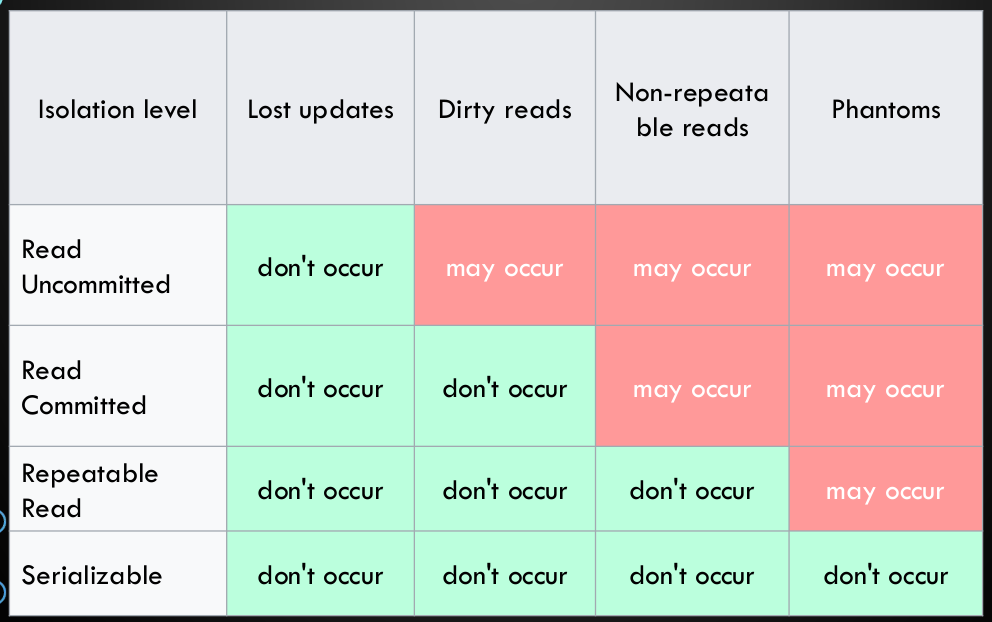 Isolation level
Lost updates
Dirty reads
Non-repeata
ble reads
Phantoms
Read
Uncommitted
don't occur
may occur
may occur
may occur
Read
Committed
don't occur
don't occur
may occur
may occur
Repeatable
Read
don't occur
don't occur
don't occur
may occur
Serializable
don't occur
don't occur
don't occur
don't occur